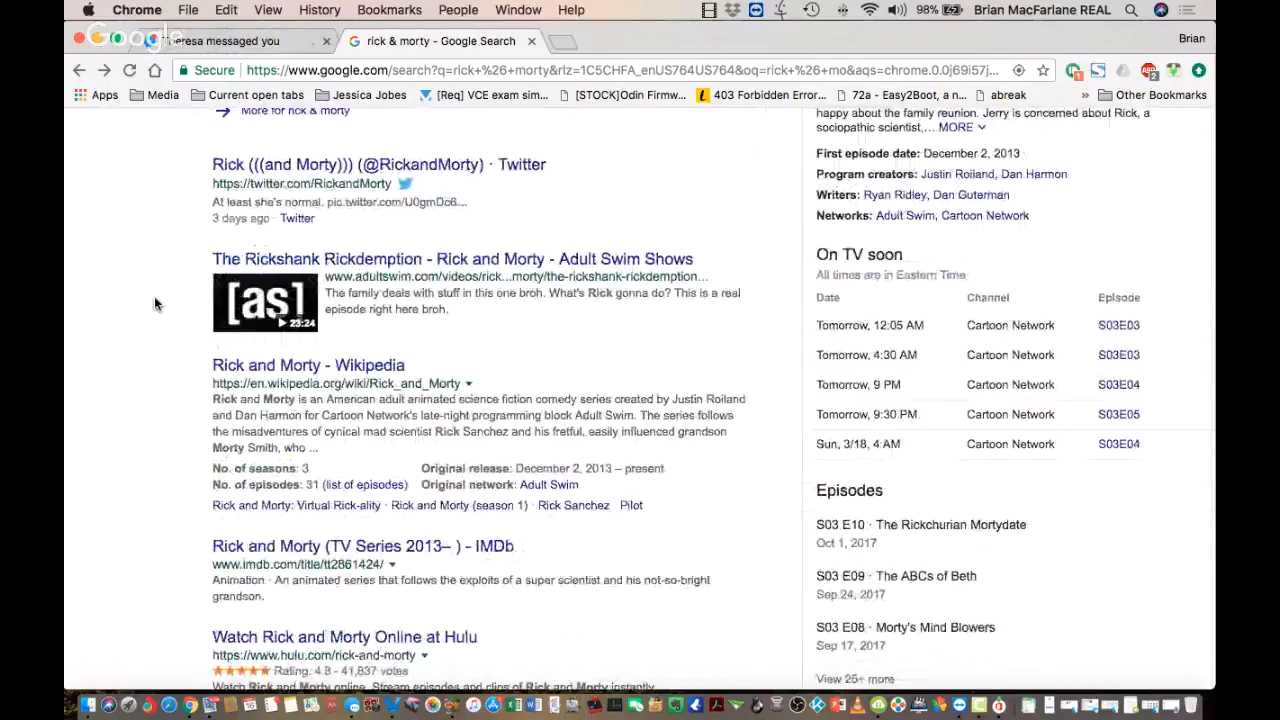 Chrome File Edit View History Bookmarks People Window Help 98% Brian MacFarlane REAL
Google
eresa messaged you
rick & morty - Google Search
Brian
Secure https://www.google.com/search?q=rick+%26+morty&rlz=1C5CHFA_enUS764US764&oq=rick+%26+mo&aqs=chrome.0.0j69i57j...
Apps Media Current open tabs Jessica Jobes [Req] VCE exam sim... [STOCK]Odin Firmw... 403 Forbidden Error... 72a - Easy2Boot, a n... abreak » Other Bookmarks
More for rick & morty
Rick (((and Morty))) (@RickandMorty) · Twitter
https://twitter.com/RickandMorty
At least she's normal. pic.twitter.com/U0gmDc6...
3 days ago · Twitter
The Rickshank Rickdemption - Rick and Morty - Adult Swim Shows
[as]
23:24
www.adultswim.com/videos/rick...morty/the-rickshank-rickdemption...
The family deals with stuff in this one broh. What's Rick gonna do? This is a real
episode right here broh.
Rick and Morty - Wikipedia
https://en.wikipedia.org/wiki/Rick_and_Morty
Rick and Morty is an American adult animated science fiction comedy series created by Justin Roiland
and Dan Harmon for Cartoon Network's late-night programming block Adult Swim. The series follows
the misadventures of cynical mad scientist Rick Sanchez and his fretful, easily influenced grandson
Morty Smith, who ...
No. of seasons: 3 Original release: December 2, 2013 – present
No. of episodes: 31 (list of episodes) Original network: Adult Swim
Rick and Morty: Virtual Rick-ality · Rick and Morty (season 1) · Rick Sanchez · Pilot
Rick and Morty (TV Series 2013– ) - IMDb
www.imdb.com/title/tt2861424/
Animation · An animated series that follows the exploits of a super scientist and his not-so-bright
grandson.
Watch Rick and Morty Online at Hulu
https://www.hulu.com/rick-and-morty
Rating: 4.8 - 41,837 votes
Watch Rick and Morty online. Stream episodes and clips of Rick and Morty instantly.
happy about the family reunion. Jerry is concerned about Rick, a
sociopathic scientist,... MORE
First episode date: December 2, 2013
Program creators: Justin Roiland, Dan Harmon
Writers: Ryan Ridley, Dan Guterman
Networks: Adult Swim, Cartoon Network
On TV soon
All times are in Eastern Time
Date Channel Episode
Tomorrow, 12:05 AM Cartoon Network S03E03
Tomorrow, 4:30 AM Cartoon Network S03E03
Tomorrow, 9 PM Cartoon Network S03E04
Tomorrow, 9:30 PM Cartoon Network S03E05
Sun, 3/18, 4 AM Cartoon Network S03E04
Episodes
S03 E10 · The Rickchurian Mortydate
Oct 1, 2017
S03 E09 · The ABCs of Beth
Sep 24, 2017
S03 E08 · Morty's Mind Blowers
Sep 17, 2017
View 25+ more